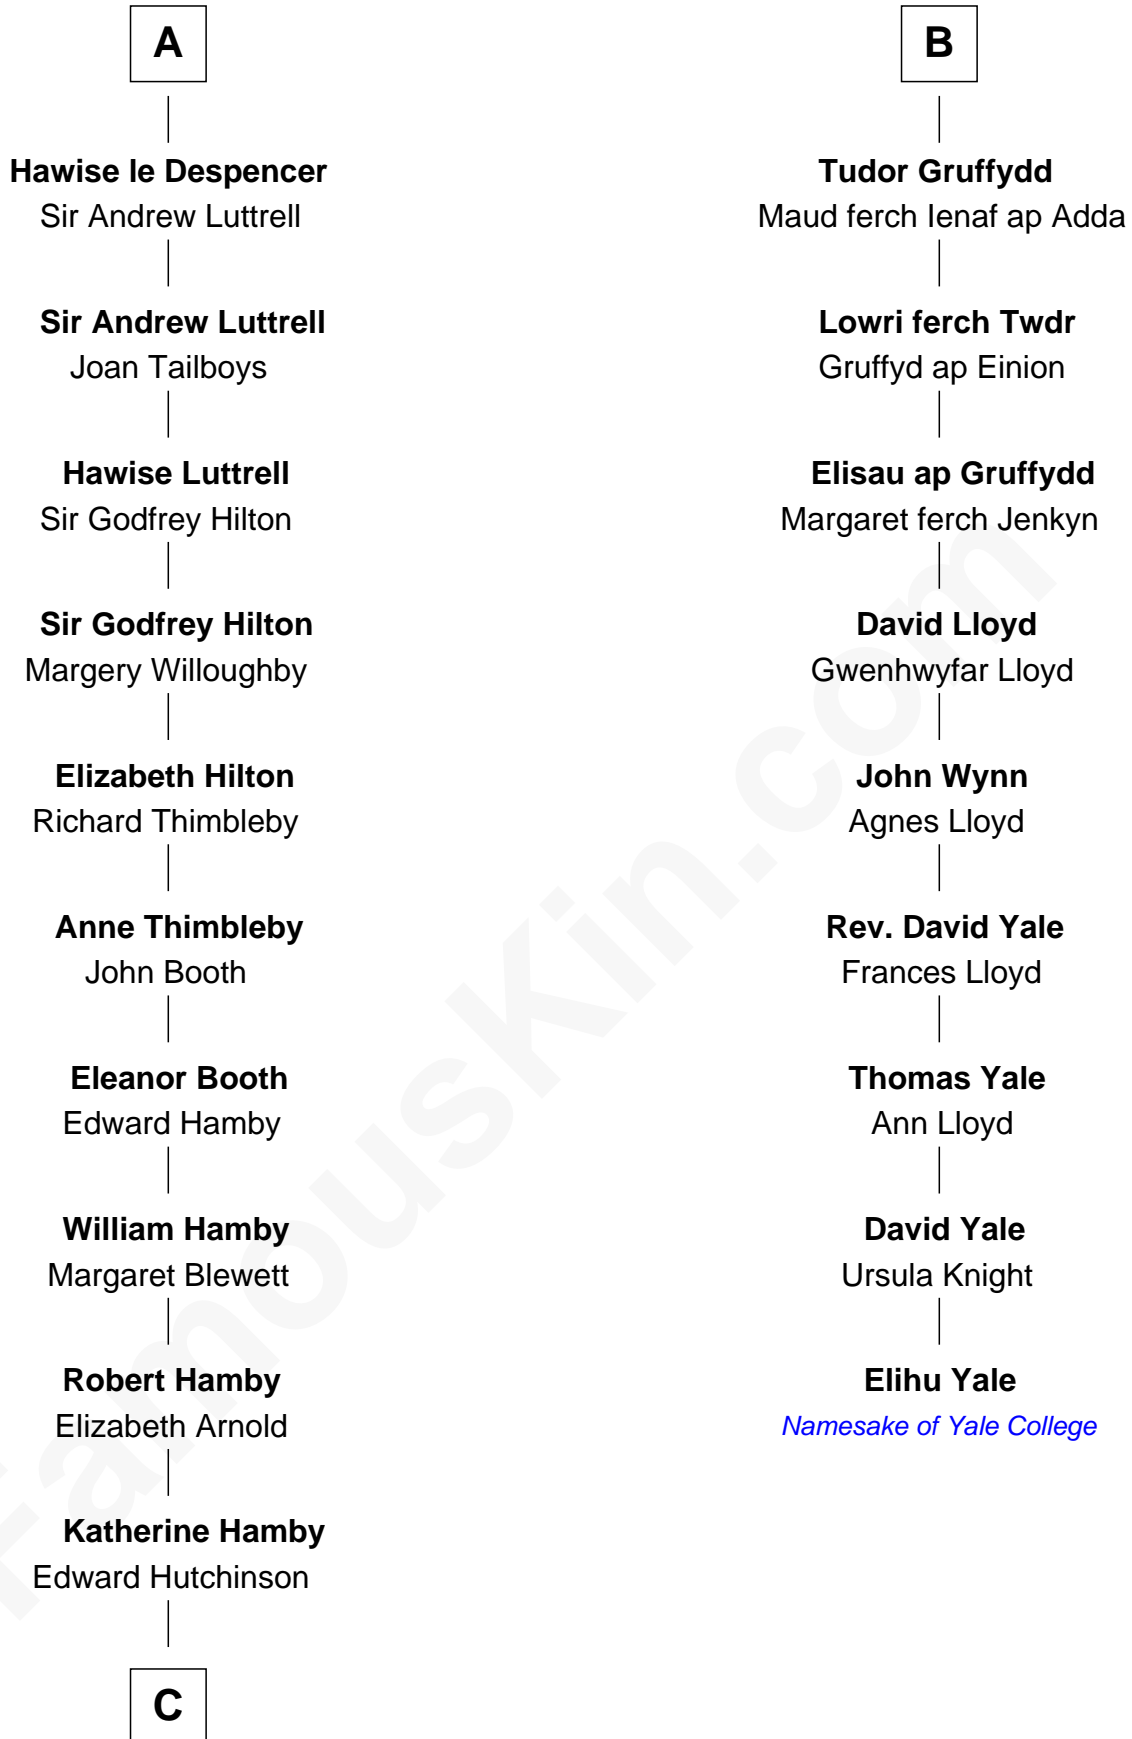 A
Hawise le Despencer
Sir Andrew Luttrell
Sir Andrew Luttrell
Joan Tailboys
Hawise Luttrell
Sir Godfrey Hilton
Sir Godfrey Hilton
Margery Willoughby
Elizabeth Hilton
Richard Thimbleby
Anne Thimbleby
John Booth
Eleanor Booth
Edward Hamby
William Hamby
Margaret Blewett
Robert Hamby
Elizabeth Arnold
Katherine Hamby
Edward Hutchinson
C
B
Tudor Gruffydd
Maud ferch Ienaf ap Adda
Lowri ferch Twdr
Gruffyd ap Einion
Elisau ap Gruffydd
Margaret ferch Jenkyn
David Lloyd
Gwenhwyfar Lloyd
John Wynn
Agnes Lloyd
Rev. David Yale
Frances Lloyd
Thomas Yale
Ann Lloyd
David Yale
Ursula Knight
Elihu Yale
Namesake of Yale College
FamousKin.com